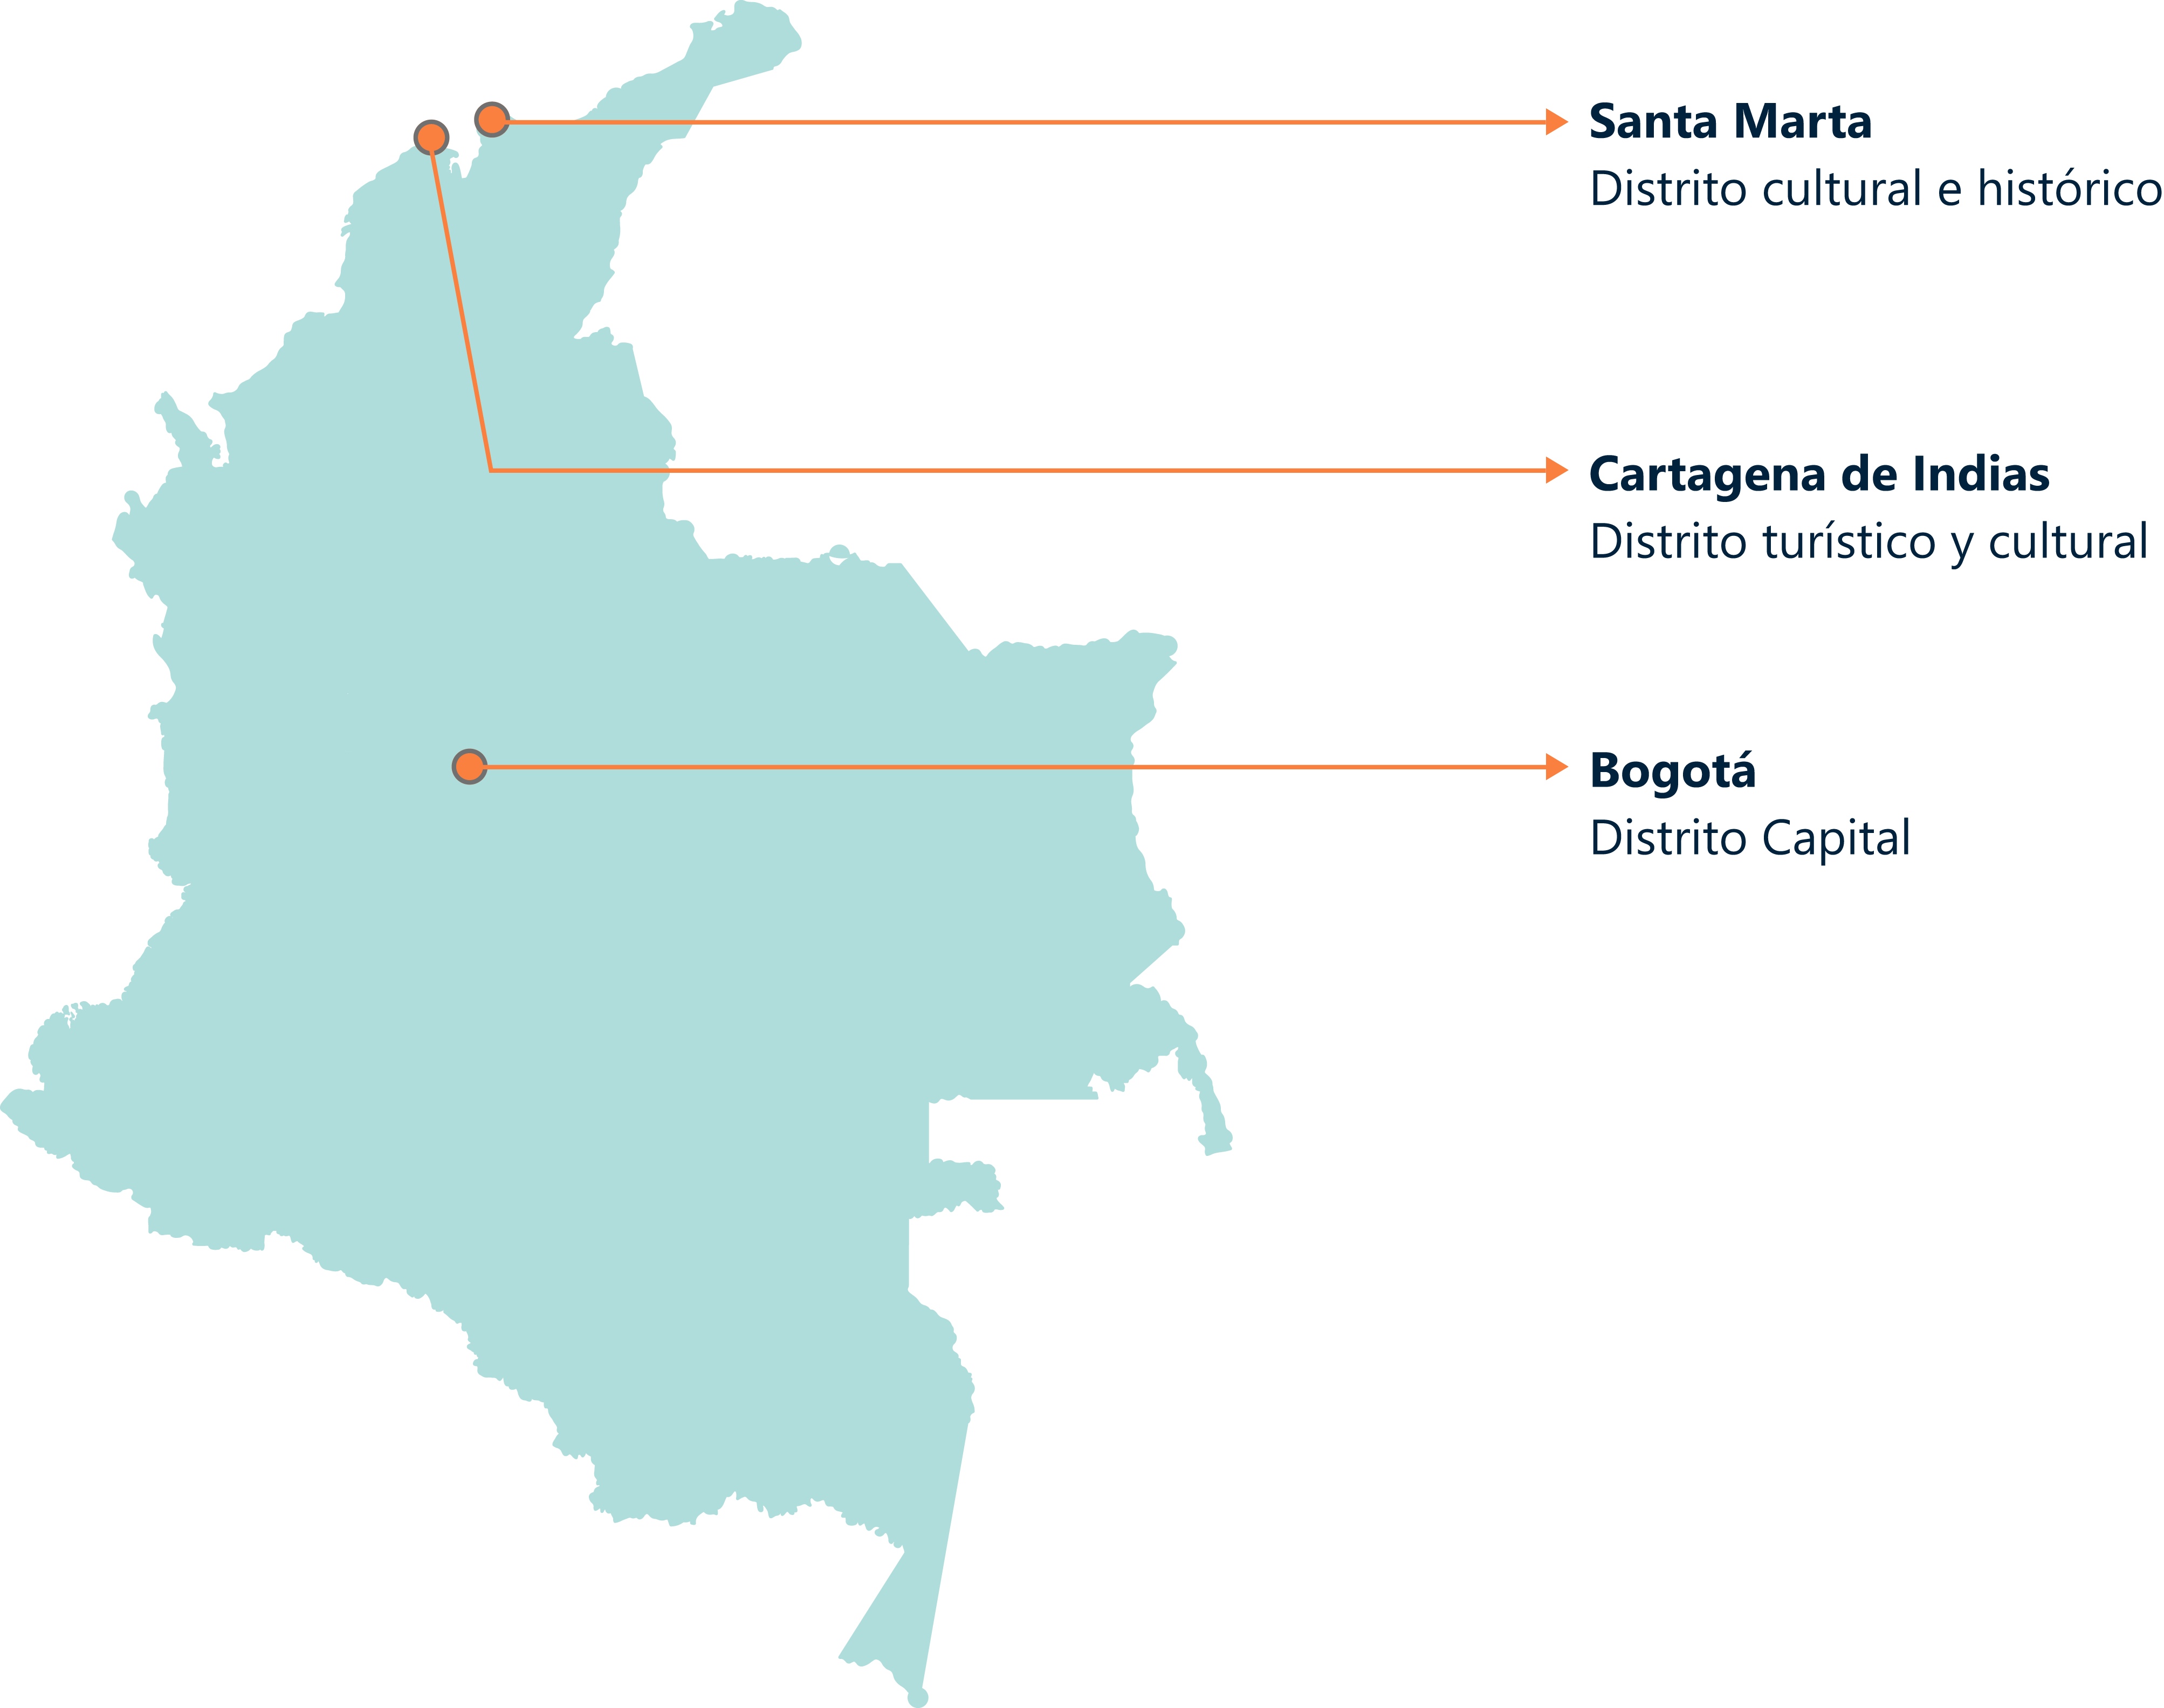 Santa Marta
Distrito cultural e histórico
Cartagena de Indias
Distrito turístico y cultural
Bogotá
Distrito Capital